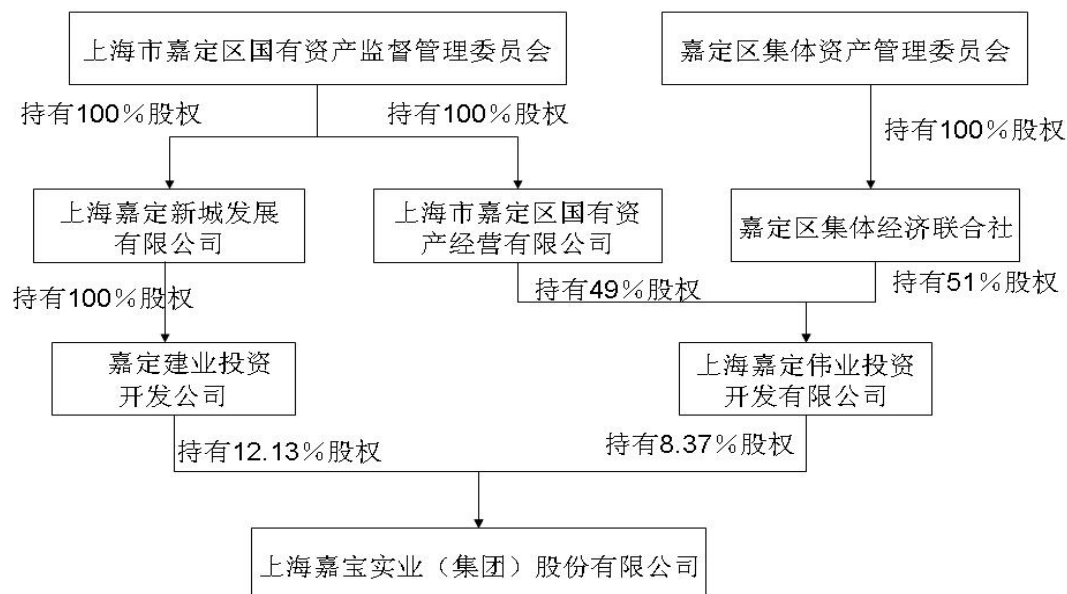 上海市嘉定区国有资产监督管理委员会
嘉定区集体资产管理委员会
持有100％股权
持有100％股权
持有100％股权
上海嘉定新城发展
有限公司
上海市嘉定区国有资
产经营有限公司
嘉定区集体经济联合社
持有100％股权
持有49％股权
持有51％股权
嘉定建业投资
开发公司
上海嘉定伟业投资
开发有限公司
持有12.13％股权
持有8.37％股权
上海嘉宝实业（集团）股份有限公司